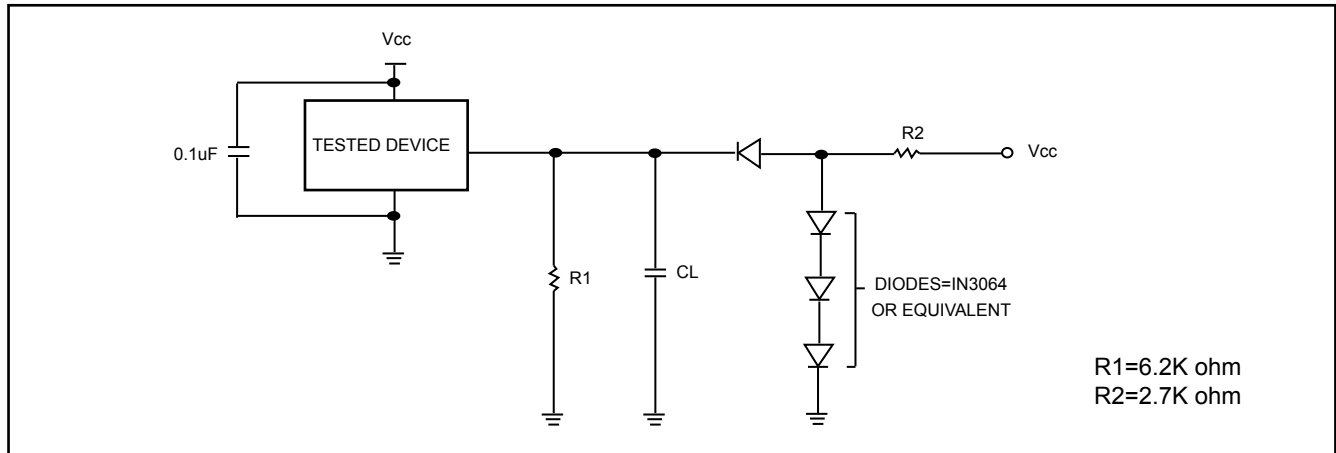 Vcc
TESTED DEVICE
0.1uF
R2
Vcc
R1
CL
DIODES=IN3064
OR EQUIVALENT
R1=6.2K ohm
R2=2.7K ohm